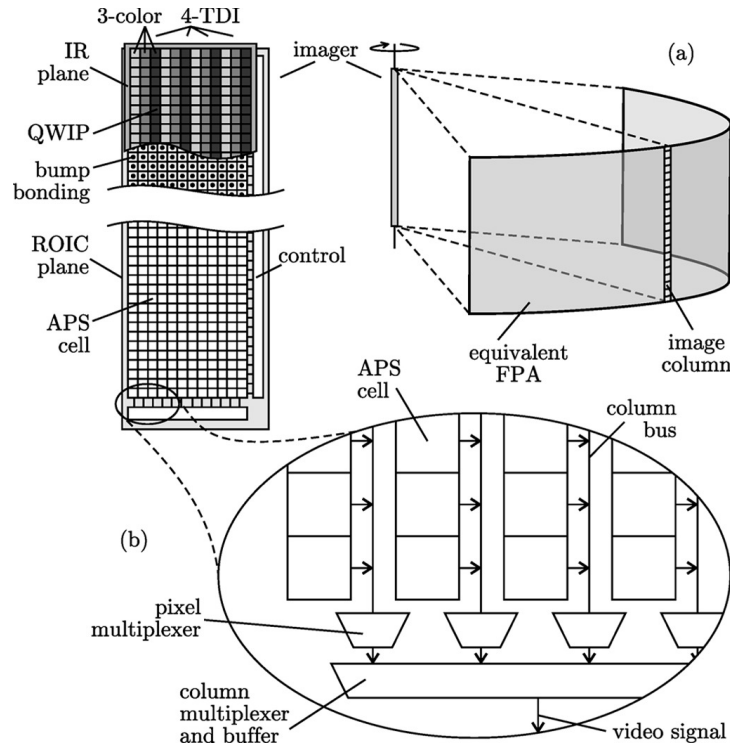 3-color
4-TDI
IR
plane
imager
(a)
QWIP
bump
bonding
ROIC
plane
control
APS
cell
image
column
equivalent
FPA
APS
cell
column
bus
(b)
pixel
multiplexer
column
multiplexer
and buffer
video signal